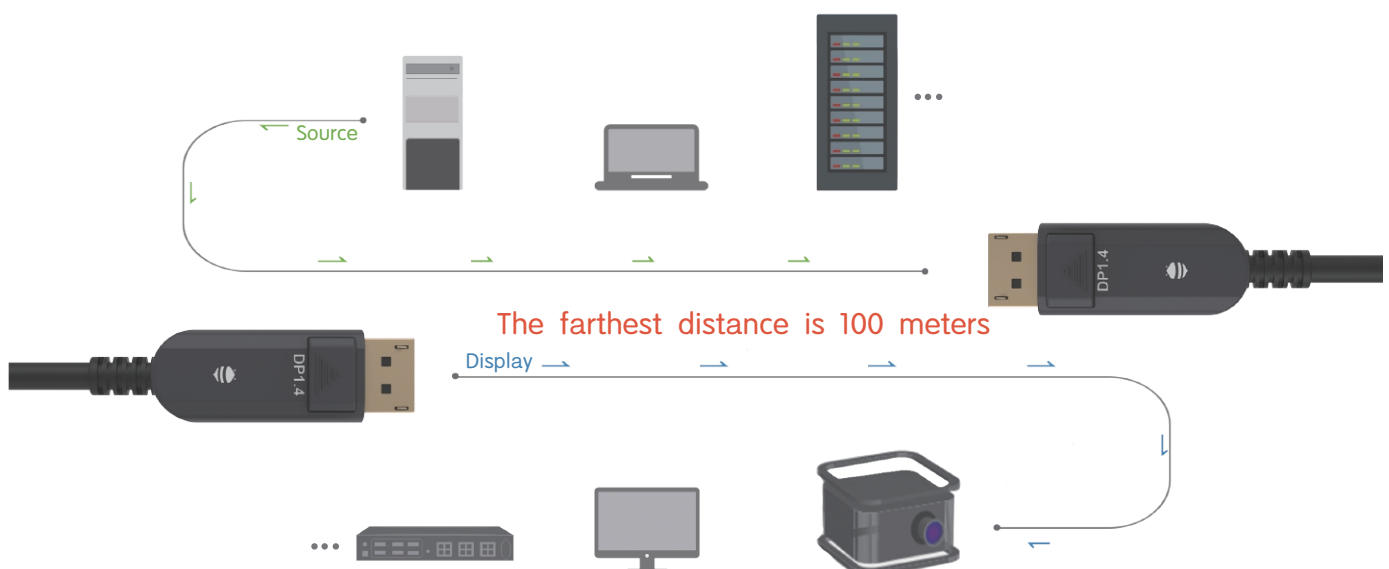 Source
DP1.4
The farthest distance is 100 meters
DP1.4
Display